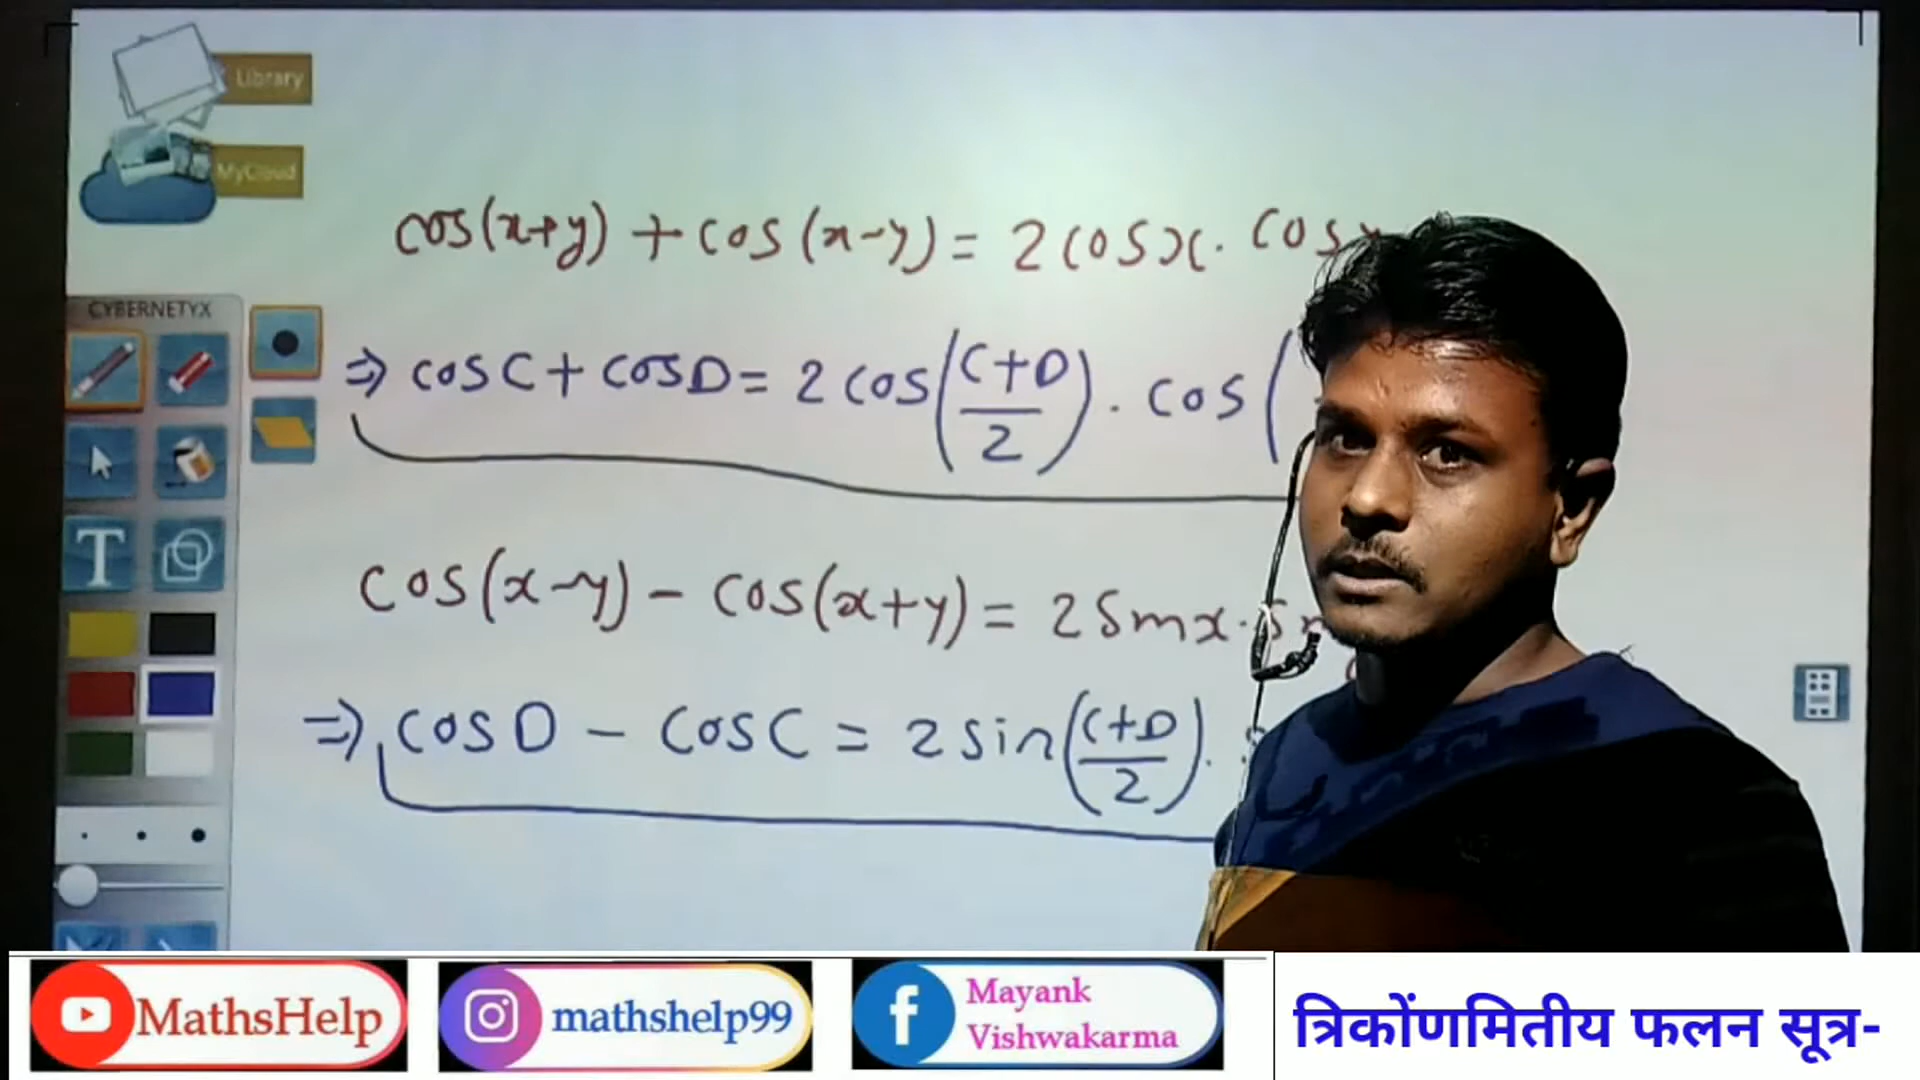 Library
MyCloud
CYBERNETYX
T
cos(x+y) + cos(x-y) = 2cosx. Cos
⇒ cosC + cosD = 2cos(C+D/2). cos(
cos(x-y) - cos(x+y) = 2Sinx.
⇒ cosD - cosC = 2sin(C+D/2).
MathsHelp
mathshelp99
Mayank
Vishwakarma
त्रिकोंणमितीय फलन सूत्र-